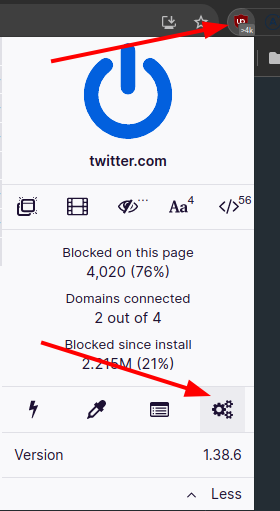 >4k
twitter.com
Aa 4
</> 56
Blocked on this page
4,020 (76%)
Domains connected
2 out of 4
Blocked since install
2.215M (21%)
Version 1.38.6
Less